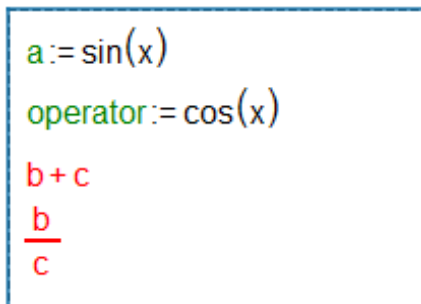 a := sin(x)
operator := cos(x)
b + c
b
c